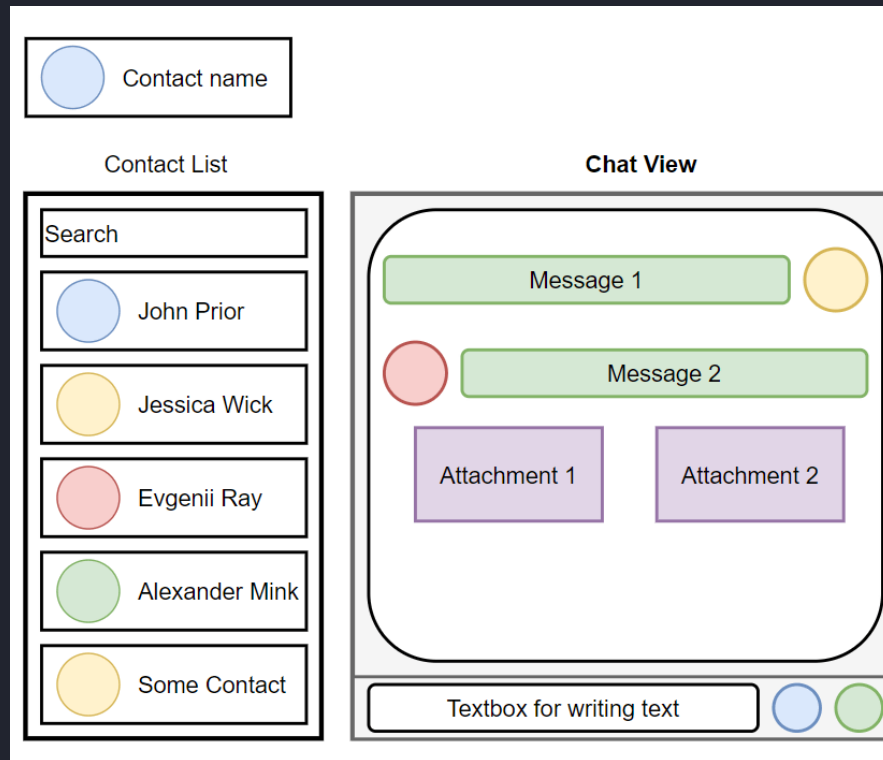 Contact name
Contact List
Search
John Prior
Jessica Wick
Evgenii Ray
Alexander Mink
Some Contact
Chat View
Message 1
Message 2
Attachment 1
Attachment 2
Textbox for writing text